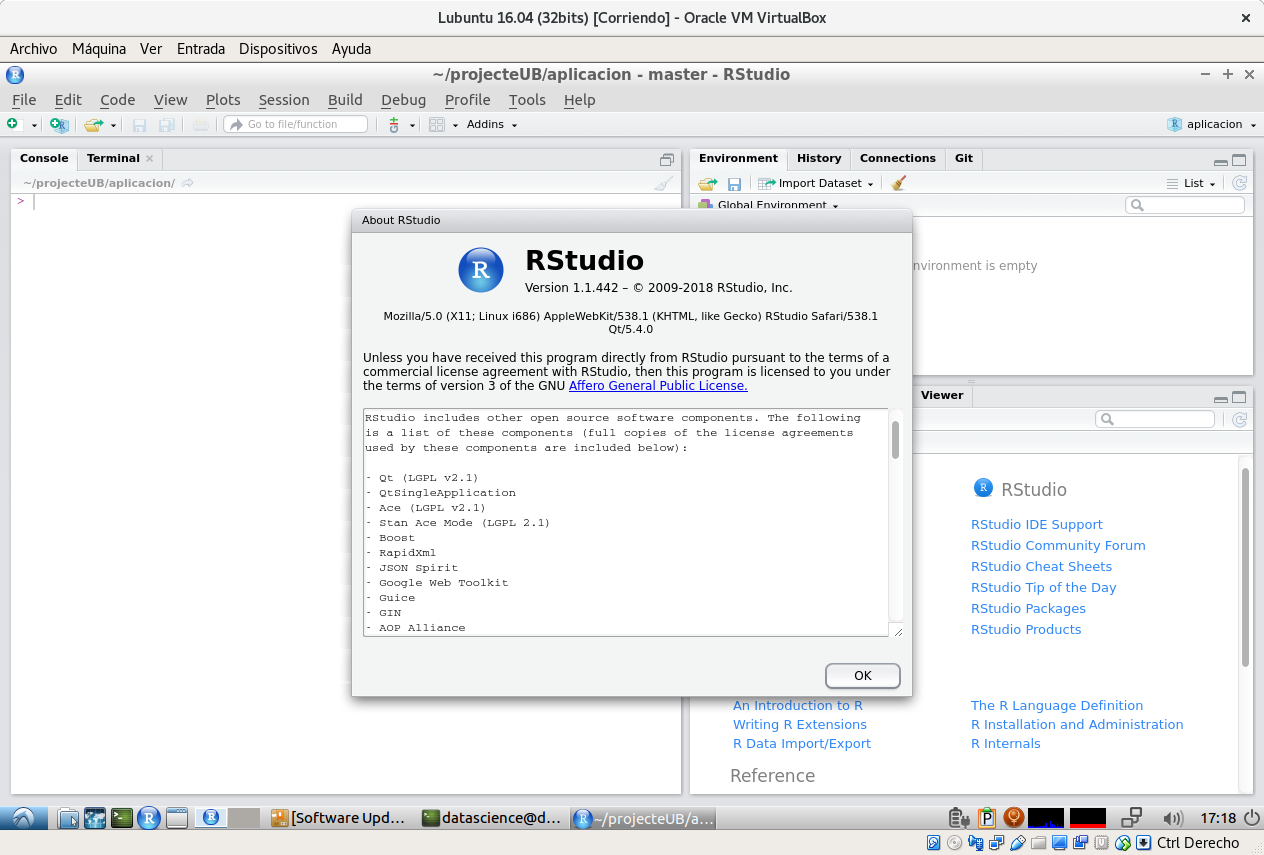 Lubuntu 16.04 (32bits) [Corriendo] - Oracle VM VirtualBox
Archivo Máquina Ver Entrada Dispositivos Ayuda
~/projecteUB/aplicacion - master - RStudio
File Edit Code View Plots Session Build Debug Profile Tools Help
Go to file/function Addins aplicacion
Console Terminal
~/projecteUB/aplicacion/
>
Environment History Connections Git
Import Dataset List
Global Environment
nvironment is empty
About RStudio
R RStudio
Version 1.1.442 – © 2009-2018 RStudio, Inc.
Mozilla/5.0 (X11; Linux i686) AppleWebKit/538.1 (KHTML, like Gecko) RStudio Safari/538.1
Qt/5.4.0
Unless you have received this program directly from RStudio pursuant to the terms of a
commercial license agreement with RStudio, then this program is licensed to you under
the terms of version 3 of the GNU Affero General Public License.
RStudio includes other open source software components. The following
is a list of these components (full copies of the license agreements
used by these components are included below):
- Qt (LGPL v2.1)
- QtSingleApplication
- Ace (LGPL v2.1)
- Stan Ace Mode (LGPL 2.1)
- Boost
- RapidXml
- JSON Spirit
- Google Web Toolkit
- Guice
- GIN
- AOP Alliance
OK
Viewer
R RStudio
RStudio IDE Support
RStudio Community Forum
RStudio Cheat Sheets
RStudio Tip of the Day
RStudio Packages
RStudio Products
An Introduction to R The R Language Definition
Writing R Extensions R Installation and Administration
R Data Import/Export R Internals
Reference
[Software Upd... datascience@d... ~/projecteUB/a... P 17:18
Ctrl Derecho